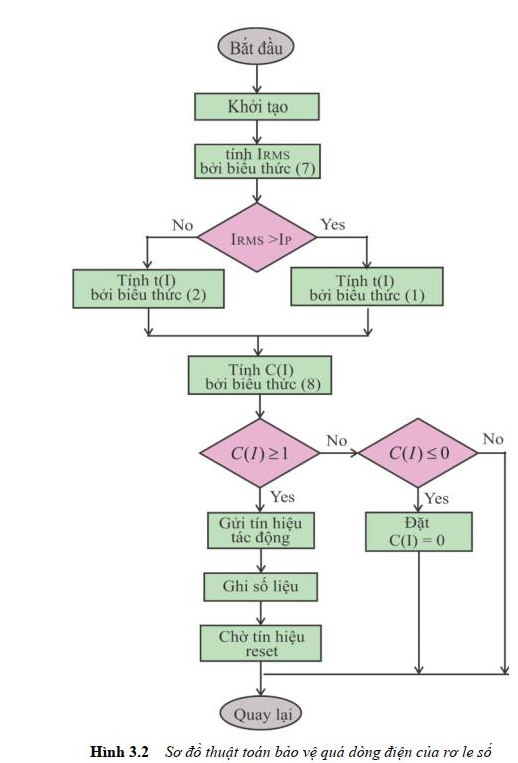 Bắt đầu
Khởi tạo
tính IRMS
bởi biểu thức (7)
No
Yes
IRMS >IP
Tính t(I)
bởi biểu thức (2)
Tính t(I)
bởi biểu thức (1)
Tính C(I)
bởi biểu thức (8)
C(I)≥1
No
C(I)≤0
No
Yes
Yes
Gửi tín hiệu
tác động
Đặt
C(I) = 0
Ghi số liệu
Chờ tín hiệu
reset
Quay lại
Hình 3.2 Sơ đồ thuật toán bảo vệ quá dòng điện của rơ le số